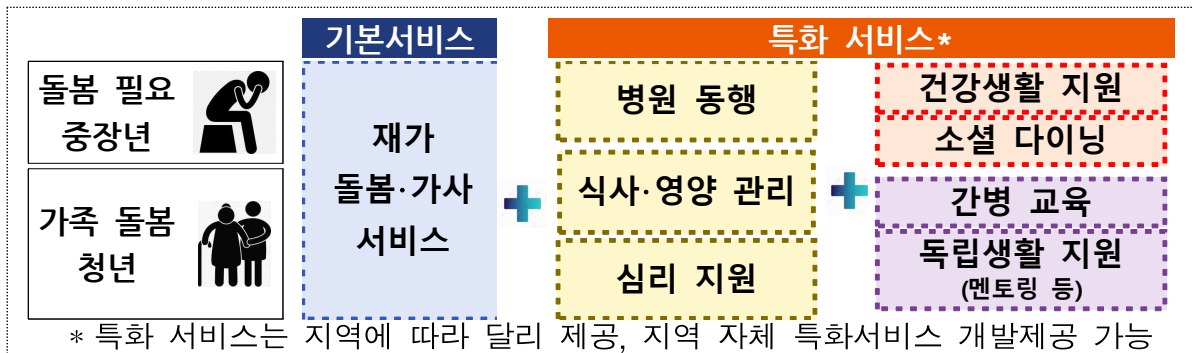 기본서비스
특화 서비스*
돌봄 필요
중장년
가족 돌봄
청년
재가
돌봄·가사
서비스
병원 동행
식사·영양 관리
심리 지원
건강생활 지원
소셜 다이닝
간병 교육
독립생활 지원
(멘토링 등)
* 특화 서비스는 지역에 따라 달리 제공, 지역 자체 특화서비스 개발제공 가능